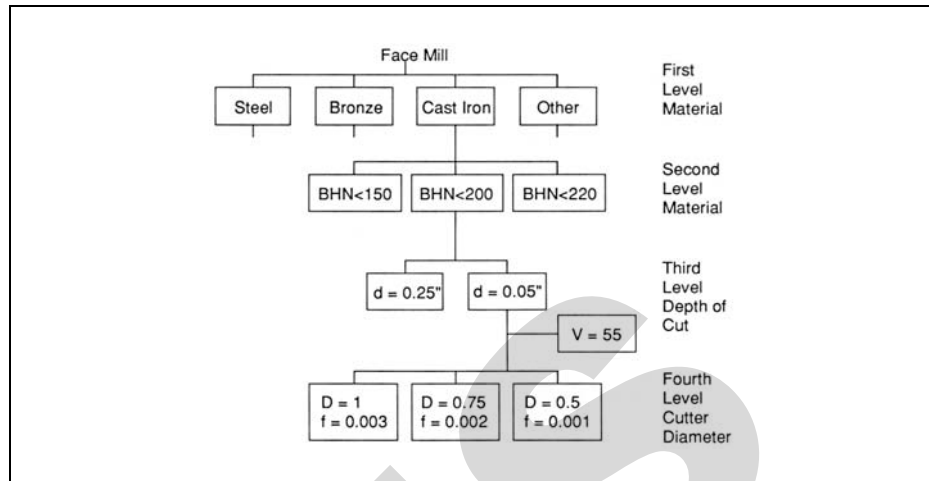 Face Mill
First
Level
Material
Steel
Bronze
Cast Iron
Other
Second
Level
Material
BHN<150
BHN<200
BHN<220
Third
Level
Depth of
Cut
d = 0.25"
d = 0.05"
V = 55
Fourth
Level
Cutter
Diameter
D = 1
f = 0.003
D = 0.75
f = 0.002
D = 0.5
f = 0.001